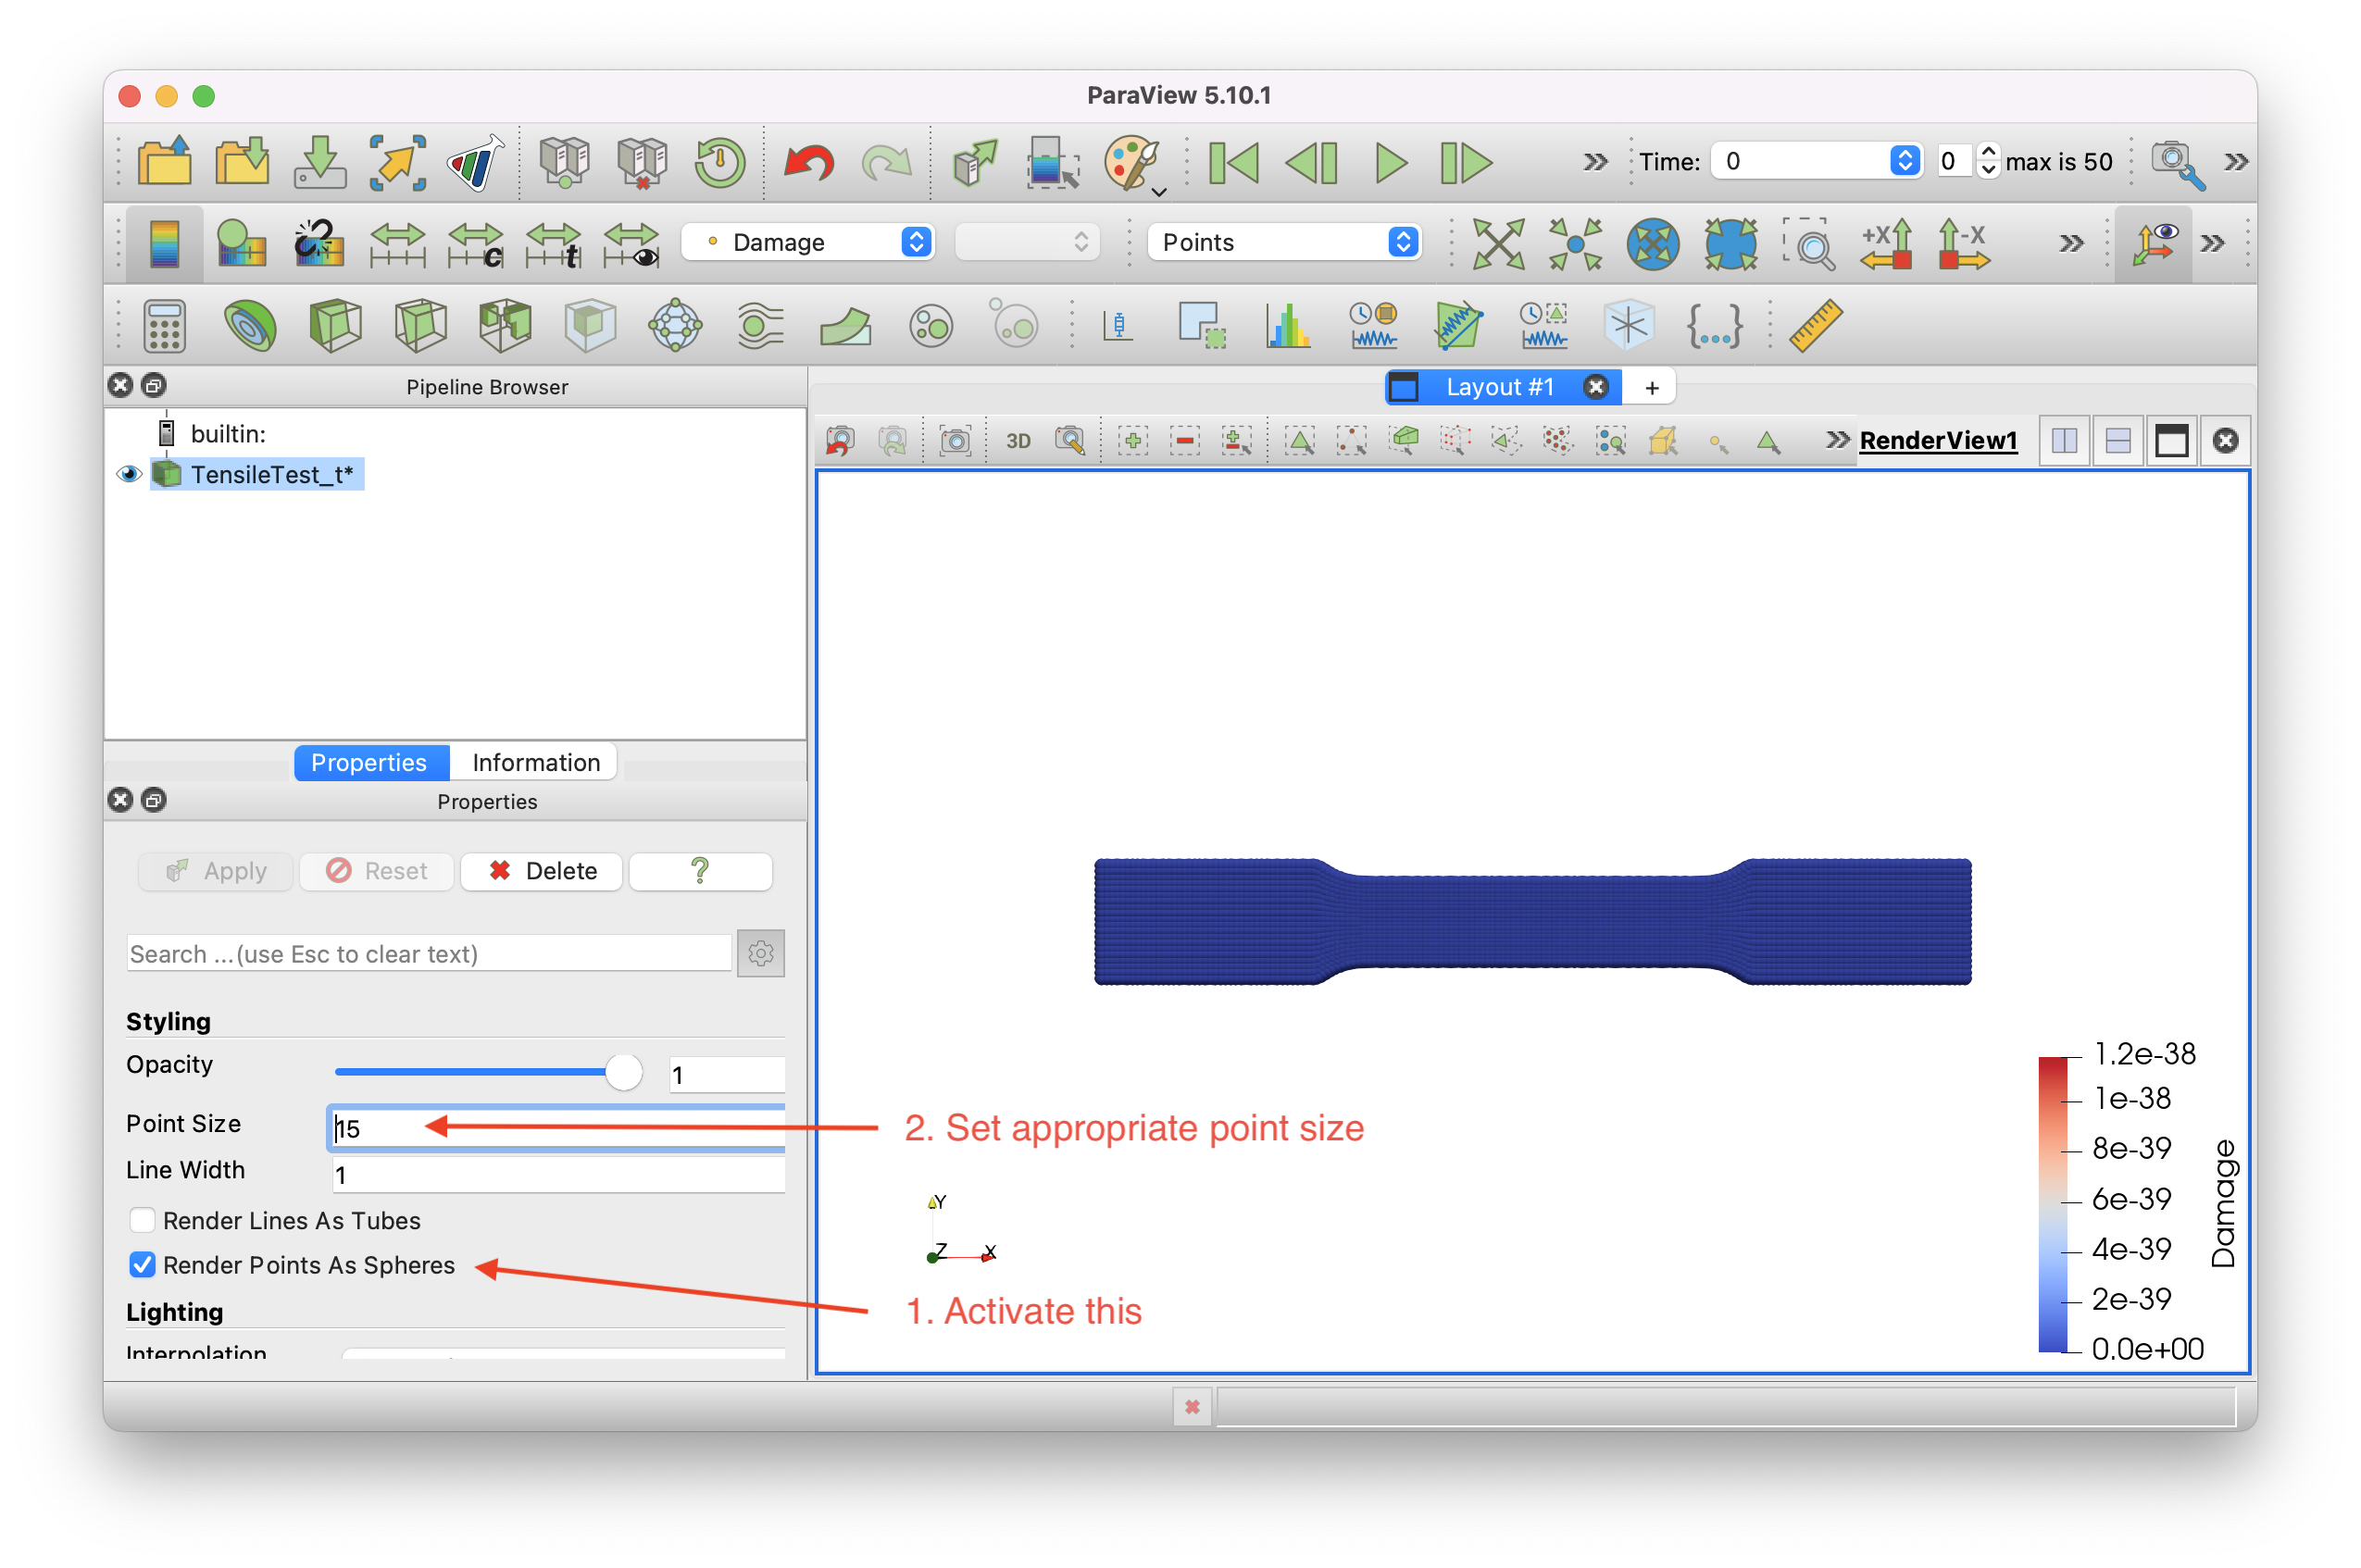 ParaView 5.10.1
Time: 0 0 max is 50
c t Damage Points +X -X
{...}
Pipeline Browser
Layout #1 +
builtin:
3D RenderView1
TensileTest_t*
Properties Information
Properties
Apply Reset Delete ?
Search ...(use Esc to clear text)
Styling
Opacity 1
Point Size 15
2. Set appropriate point size
Line Width 1
Render Lines As Tubes
Render Points As Spheres
1. Activate this
Lighting
Interpolation
Y
Z X
1.2e-38
1e-38
8e-39
6e-39
4e-39
2e-39
0.0e+00
Damage